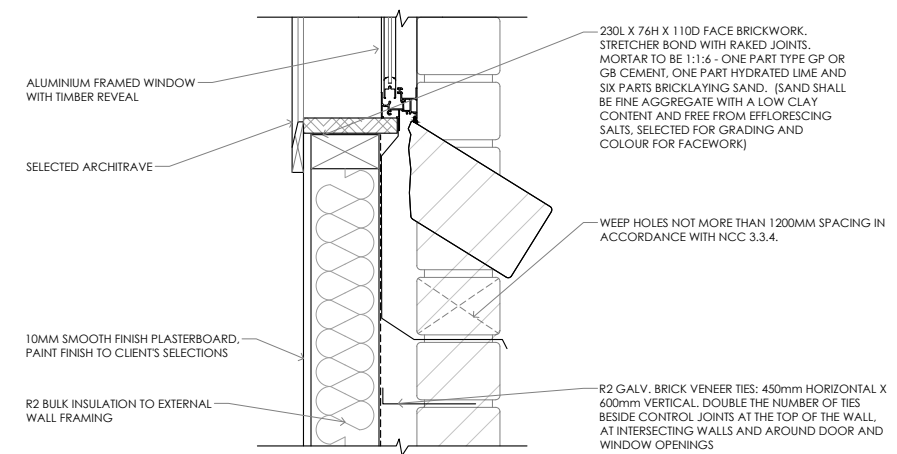 ALUMINIUM FRAMED WINDOW
WITH TIMBER REVEAL
SELECTED ARCHITRAVE
10MM SMOOTH FINISH PLASTERBOARD,
PAINT FINISH TO CLIENT'S SELECTIONS
R2 BULK INSULATION TO EXTERNAL
WALL FRAMING
230L X 76H X 110D FACE BRICKWORK.
STRETCHER BOND WITH RAKED JOINTS.
MORTAR TO BE 1:1:6 - ONE PART TYPE GP OR
GB CEMENT, ONE PART HYDRATED LIME AND
SIX PARTS BRICKLAYING SAND. (SAND SHALL
BE FINE AGGREGATE WITH A LOW CLAY
CONTENT AND FREE FROM EFFLORESCING
SALTS, SELECTED FOR GRADING AND
COLOUR FOR FACEWORK)
WEEP HOLES NOT MORE THAN 1200MM SPACING IN
ACCORDANCE WITH NCC 3.3.4.
R2 GALV. BRICK VENEER TIES: 450mm HORIZONTAL X
600mm VERTICAL. DOUBLE THE NUMBER OF TIES
BESIDE CONTROL JOINTS AT THE TOP OF THE WALL,
AT INTERSECTING WALLS AND AROUND DOOR AND
WINDOW OPENINGS